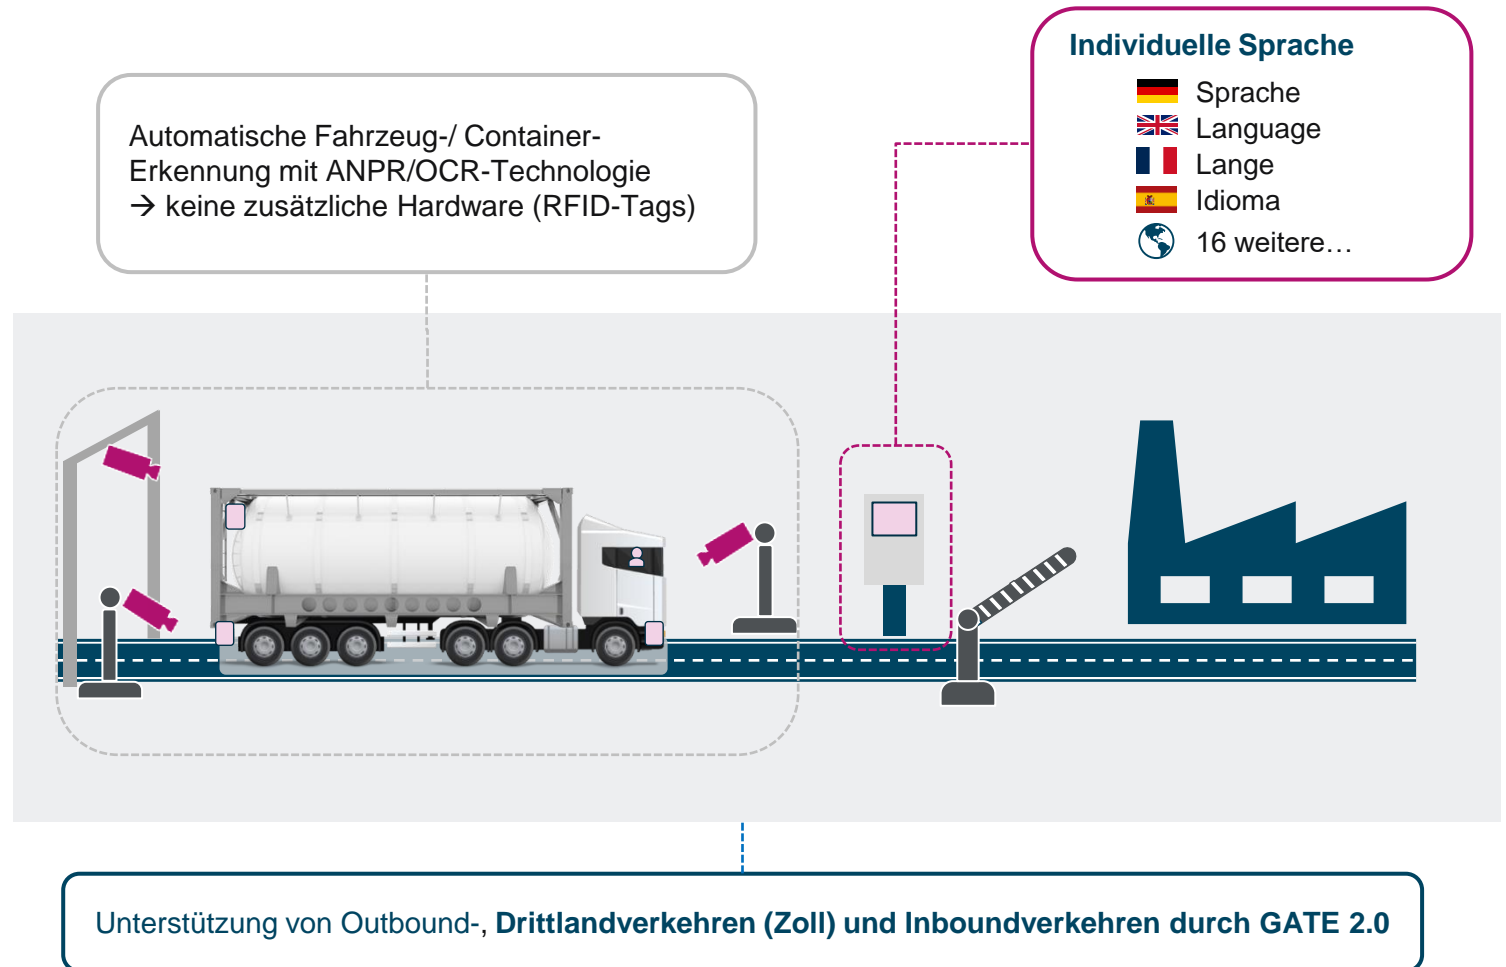 Individuelle Sprache
Sprache
Language
Lange
Idioma
16 weitere…
Automatische Fahrzeug-/ Container-
Erkennung mit ANPR/OCR-Technologie
→ keine zusätzliche Hardware (RFID-Tags)
Unterstützung von Outbound-, Drittlandverkehren (Zoll) und Inboundverkehren durch GATE 2.0